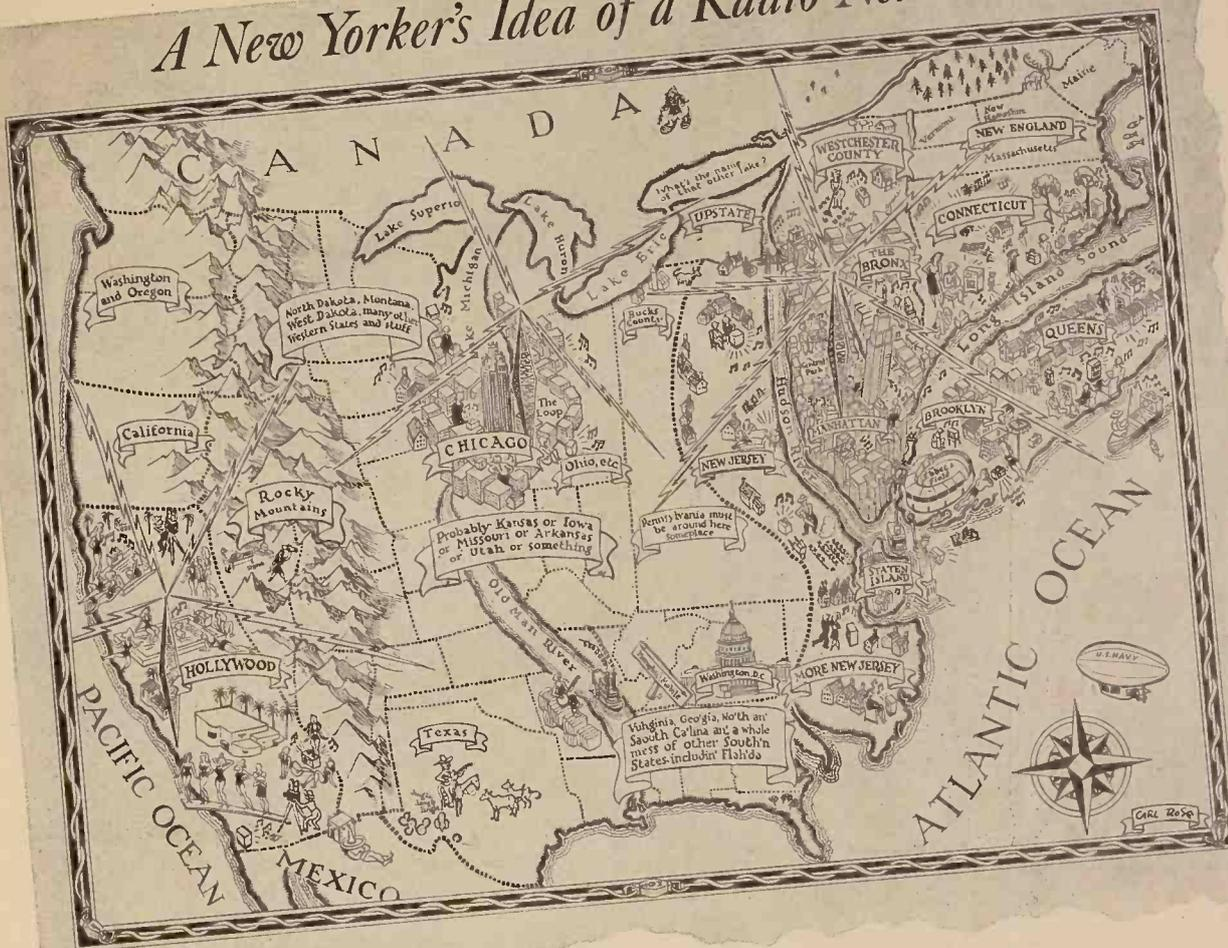 A New Yorker's Idea of a Radio
CANADA
What's the name
of that other lake?
WESTCHESTER
COUNTY
Vermont
New
Hampshire
Maine
NEW ENGLAND
Massachusetts
CONNECTICUT
Lake Superior
Lake Michigan
Lake Huron
Lake Erie
UPSTATE
THE
BRONX
Long Island Sound
QUEENS
Washington
and Oregon
North Dakota, Montana,
West Dakota, many other
Western States and stuff
Bucks
County
California
The
Loop
CHICAGO
Ohio, etc.
Hudson River
MANHATTAN
BROOKLYN
NEW JERSEY
Rocky
Mountains
Probably Kansas or Iowa
or Missouri or Arkansas
or Utah or something
Pennsylvania must
be around here
someplace
STATEN
ISLAND
Old Man River
HOLLYWOOD
Washington, D.C.
MORE NEW JERSEY
Texas
Vuhginia, Geo'gia, No'th an'
Saouth Ca'lina an' a whole
mess of other South'n
States includin' Flah'da
PACIFIC OCEAN
MEXICO
ATLANTIC OCEAN
U.S. NAVY
CARL ROSE